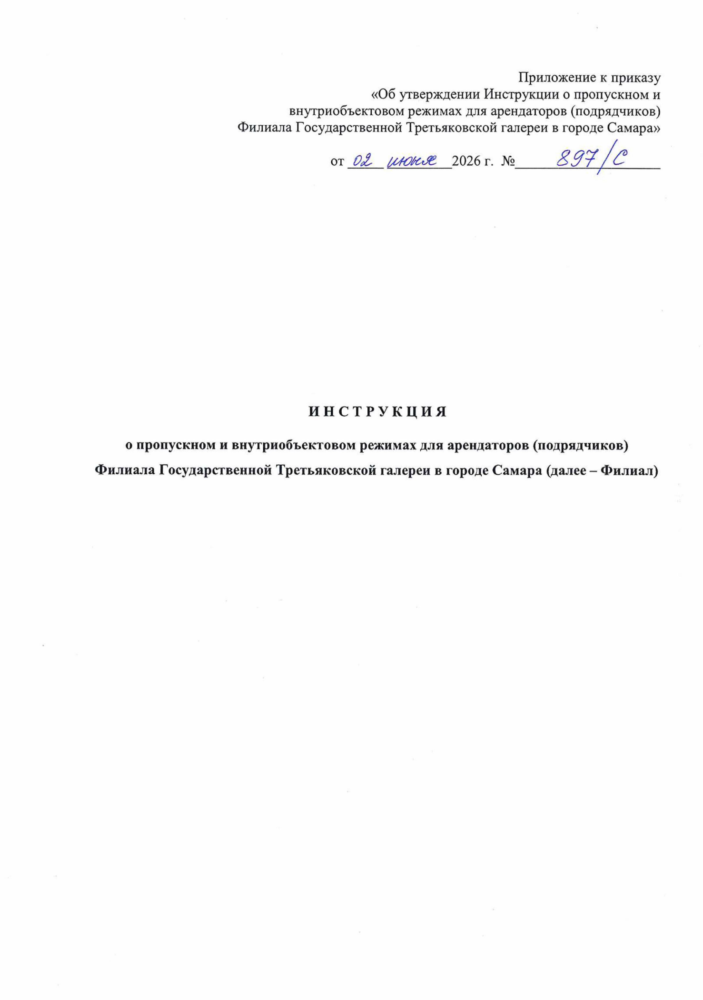 Приложение к приказу
«Об утверждении Инструкции о пропускном и
внутриобъектовом режимах для арендаторов (подрядчиков)
Филиала Государственной Третьяковской галереи в городе Самара»
от 02 июня 2026 г. № 897/С
И Н С Т Р У К Ц И Я
о пропускном и внутриобъектовом режимах для арендаторов (подрядчиков)
Филиала Государственной Третьяковской галереи в городе Самара (далее – Филиал)